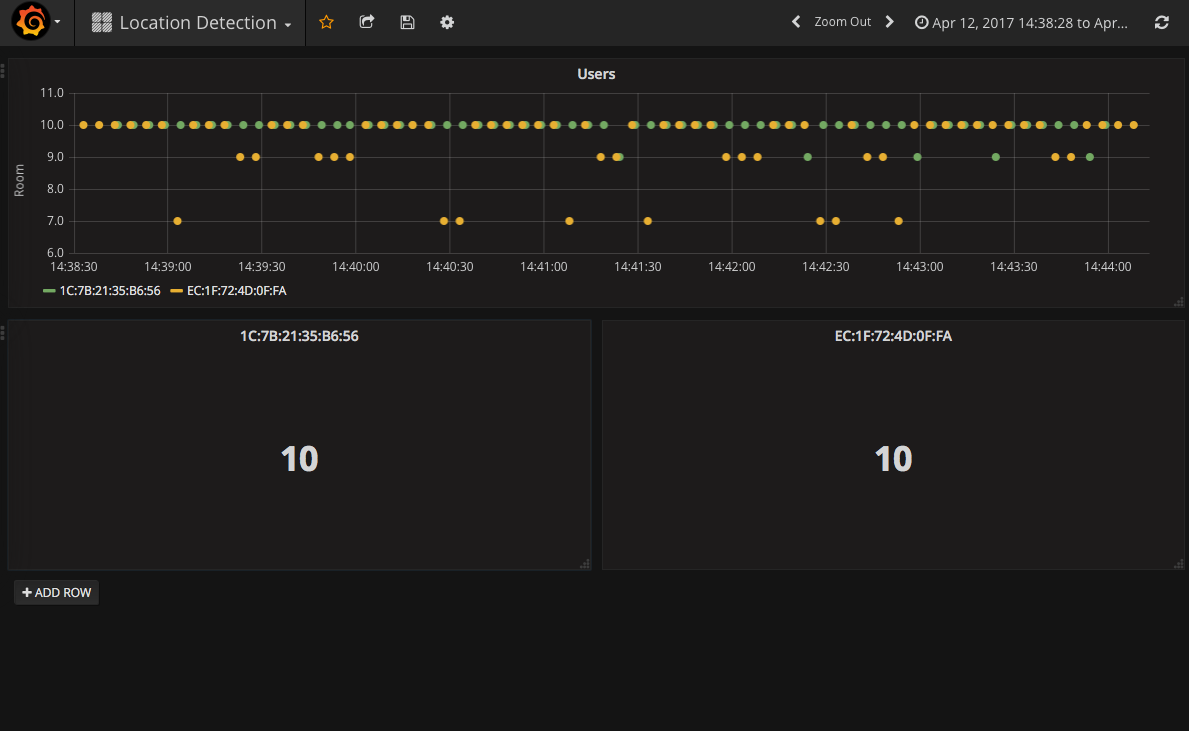 Location Detection
Zoom Out
Apr 12, 2017 14:38:28 to Apr...
Users
Room
11.0
10.0
9.0
8.0
7.0
6.0
14:38:30 14:39:00 14:39:30 14:40:00 14:40:30 14:41:00 14:41:30 14:42:00 14:42:30 14:43:00 14:43:30 14:44:00
1C:7B:21:35:B6:56 EC:1F:72:4D:0F:FA
1C:7B:21:35:B6:56
10
EC:1F:72:4D:0F:FA
10
ADD ROW